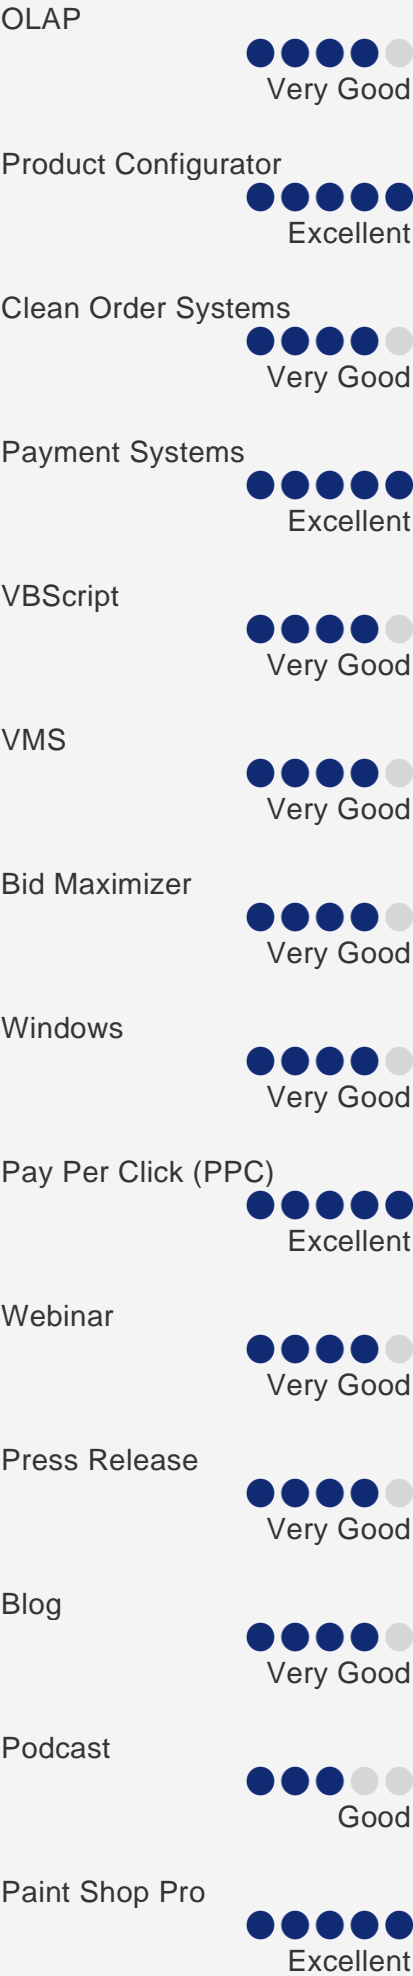 OLAP
Very Good
Product Configurator
Excellent
Clean Order Systems
Very Good
Payment Systems
Excellent
VBScript
Very Good
VMS
Very Good
Bid Maximizer
Very Good
Windows
Very Good
Pay Per Click (PPC)
Excellent
Webinar
Very Good
Press Release
Very Good
Blog
Very Good
Podcast
Good
Paint Shop Pro
Excellent